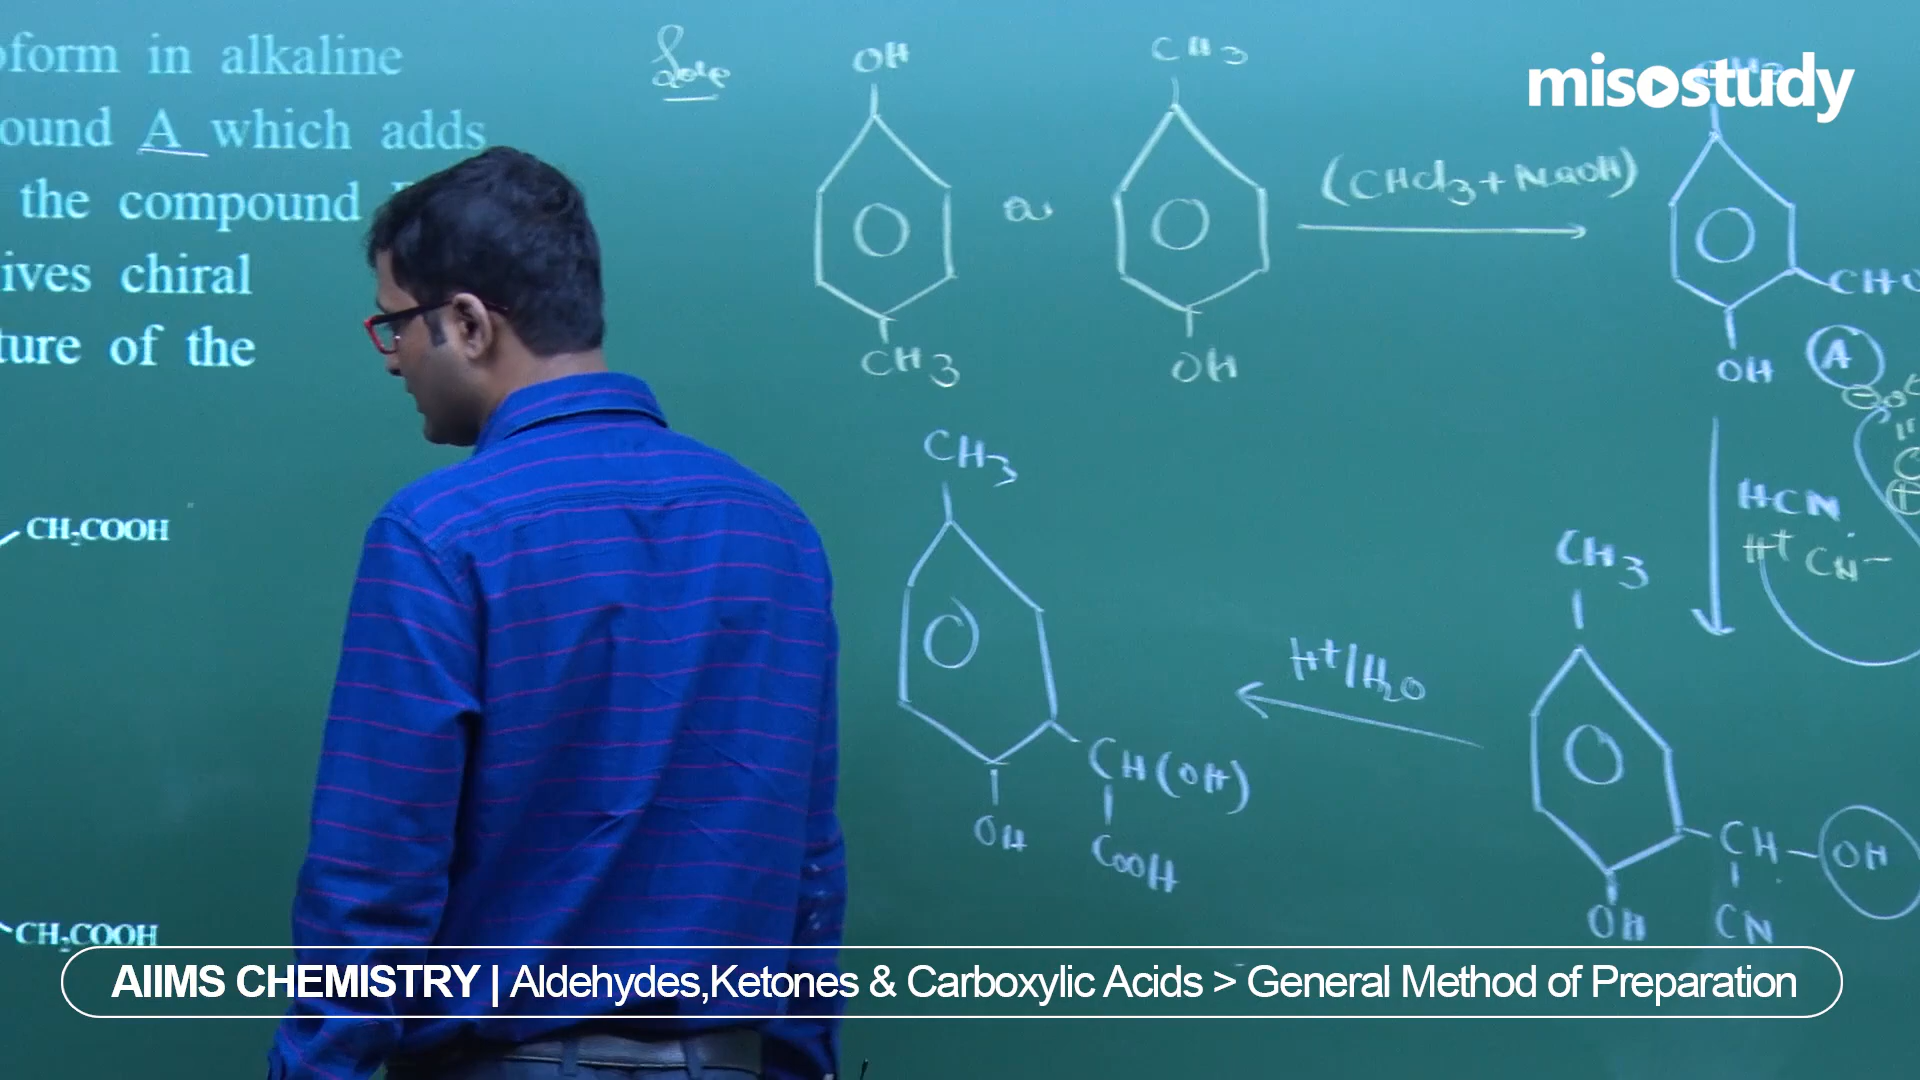 oform in alkaline
ound A which adds
the compound
ives chiral
ture of the
CH₂COOH
CH₂COOH
OH
CH3
or
CH3
OH
(CHCl3+NaOH)
misostudy
CHO
OH
A
HCN
H+ CN-
CH3
CH-OH
CN
OH
H+/H2O
CH3
CH(OH)
COOH
OH
AIIMS CHEMISTRY | Aldehydes,Ketones & Carboxylic Acids > General Method of Preparation